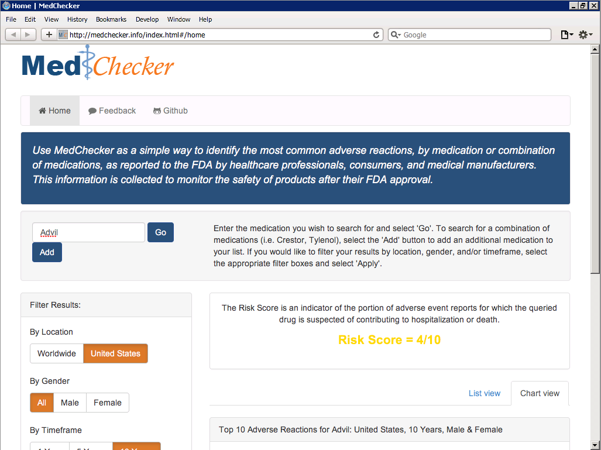 Home | MedChecker
File Edit View History Bookmarks Develop Window Help
http://medchecker.info/index.html#/home
Google
Med Checker
Home Feedback Github
Use MedChecker as a simple way to identify the most common adverse reactions, by medication or combination
of medications, as reported to the FDA by healthcare professionals, consumers, and medical manufacturers.
This information is collected to monitor the safety of products after their FDA approval.
Advil Go
Add
Enter the medication you wish to search for and select 'Go'. To search for a combination of
medications (i.e. Crestor, Tylenol), select the 'Add' button to add an additional medication to
your list. If you would like to filter your results by location, gender, and/or timeframe, select
the appropriate filter boxes and select 'Apply'.
Filter Results:
By Location
Worldwide United States
By Gender
All Male Female
By Timeframe
The Risk Score is an indicator of the portion of adverse event reports for which the queried
drug is suspected of contributing to hospitalization or death.
Risk Score = 4/10
List view Chart view
Top 10 Adverse Reactions for Advil: United States, 10 Years, Male & Female